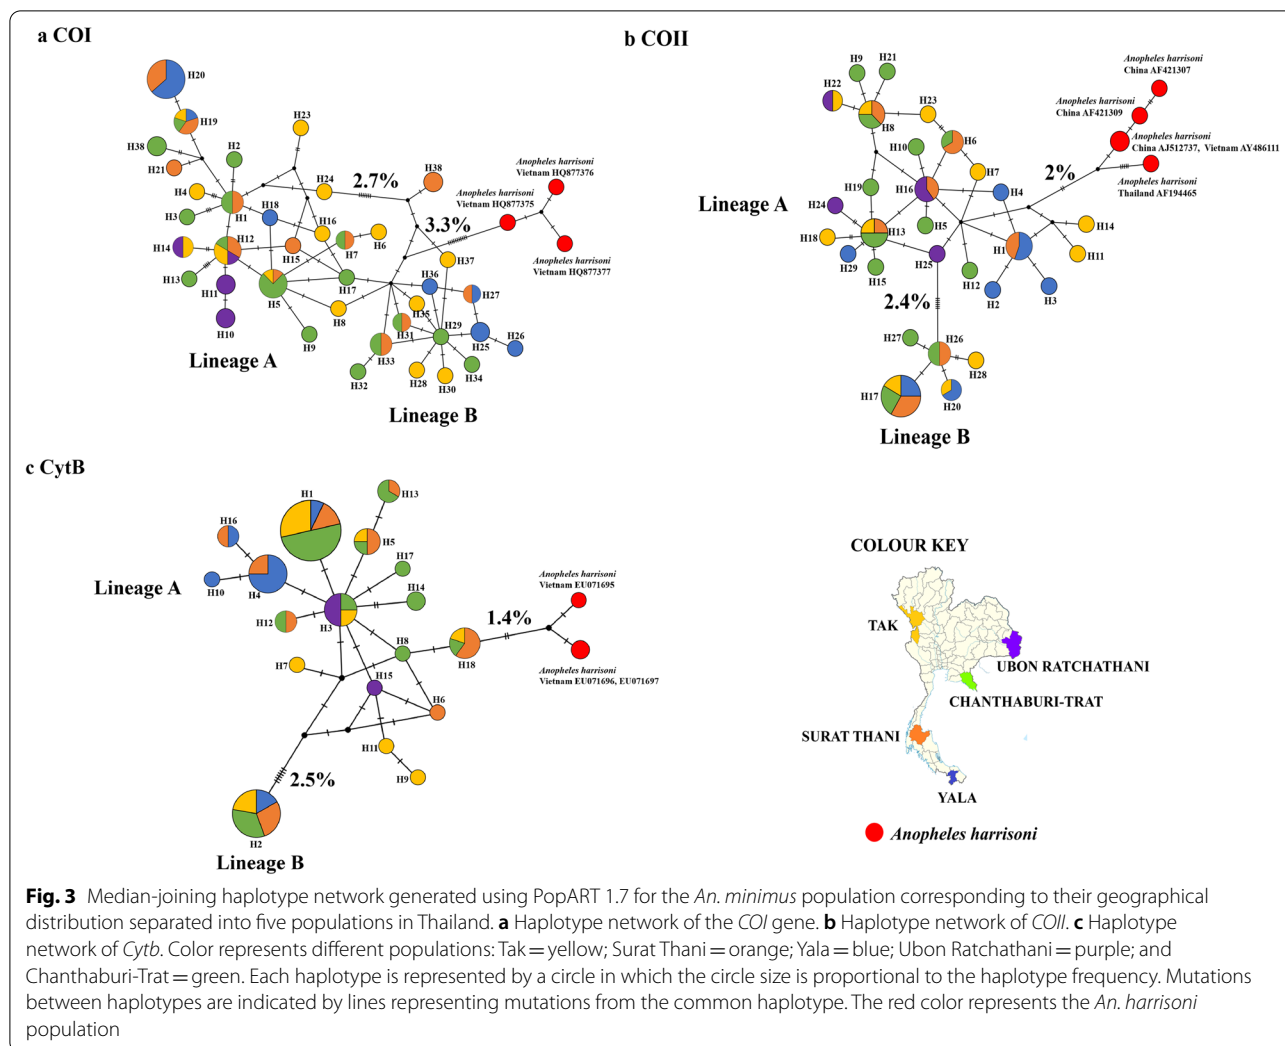 a COI
H20
H19
H38
H21
H2
H23
H4
H3
H1
H18
H24
2.7%
H38
Anopheles harrisoni
Vietnam HQ877376
Anopheles harrisoni
Vietnam HQ877375
3.3%
Anopheles harrisoni
Vietnam HQ877377
H16
H6
H7
H12
H14
H15
H13
H11
H17
H5
H10
H9
H8
H37
H36
H27
H35
H31
H29
H25
H26
H33
H32
H28
H30
H34
Lineage A
Lineage B
b COII
H9
H21
H22
H8
H23
H6
H10
H7
H4
H19
H16
H24
H13
H5
H18
H29
H15
H25
H12
H1
H14
H11
H2
H3
Anopheles harrisoni
China AF421307
Anopheles harrisoni
China AF421309
Anopheles harrisoni
China AJ512737, Vietnam AY486111
2%
Anopheles harrisoni
Thailand AF194465
Lineage A
2.4%
H27
H26
H28
H17
H20
Lineage B
c CytB
H1
H13
H16
H5
H17
H10
H4
H14
H12
H3
H8
H18
H7
H15
H6
H11
H9
Lineage A
1.4%
Anopheles harrisoni
Vietnam EU071695
Anopheles harrisoni
Vietnam EU071696, EU071697
2.5%
H2
Lineage B
COLOUR KEY
TAK
UBON RATCHATHANI
CHANTHABURI-TRAT
SURAT THANI
YALA
Anopheles harrisoni
Fig. 3 Median-joining haplotype network generated using PopART 1.7 for the An. minimus population corresponding to their geographical
distribution separated into five populations in Thailand. a Haplotype network of the COI gene. b Haplotype network of COII. c Haplotype
network of Cytb. Color represents different populations: Tak = yellow; Surat Thani = orange; Yala = blue; Ubon Ratchathani = purple; and
Chanthaburi-Trat = green. Each haplotype is represented by a circle in which the circle size is proportional to the haplotype frequency. Mutations
between haplotypes are indicated by lines representing mutations from the common haplotype. The red color represents the An. harrisoni
population